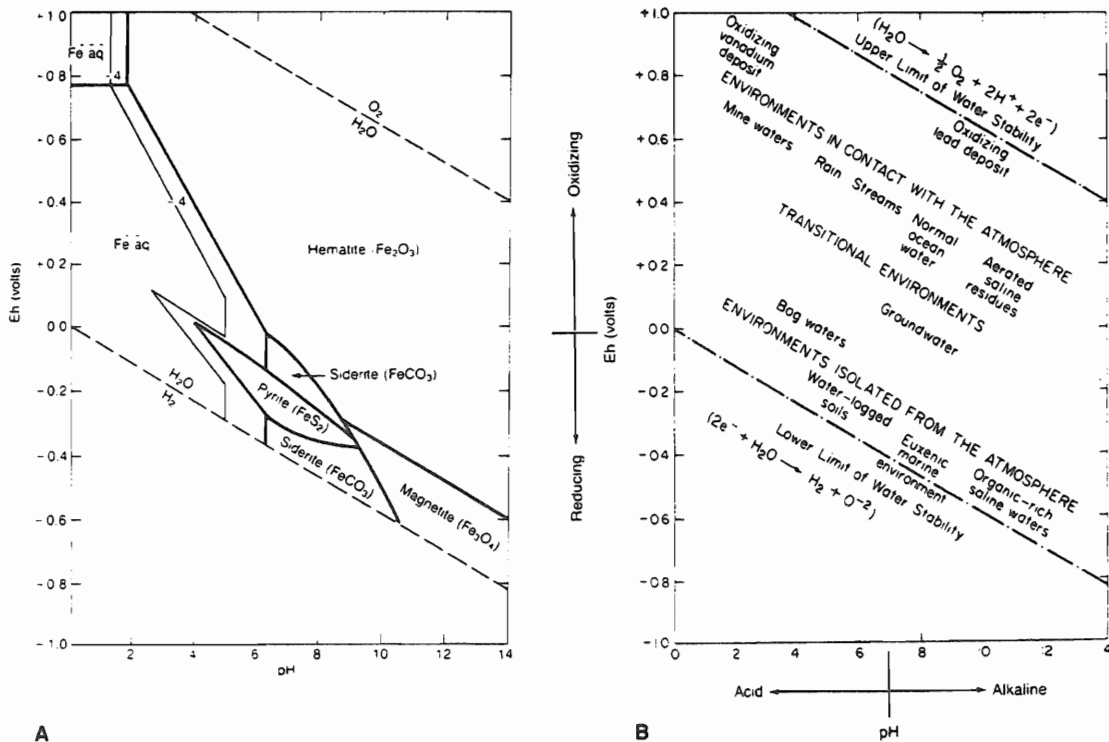 +1.0
-0.8
+0.6
+0.4
+0.2
0.0
-0.2
-0.4
-0.6
-0.8
-1.0
Eh (volts)
0
2
4
6
8
10
12
14
pH
Fe aq
-4
O₂
H₂O
-4
Fe aq
Hematite (Fe₂O₃)
H₂O
H₂
Siderite (FeCO₃)
Pyrite (FeS₂)
Siderite (FeCO₃)
Magnetite (Fe₃O₄)
A
Oxidizing
Reducing
+1.0
+0.8
+0.6
+0.4
+0.2
0.0
-0.2
-0.4
-0.6
-0.8
-1.0
Eh (volts)
Oxidizing
vanadium
deposit
(H₂O → ½ O₂ + 2H⁺ + 2e⁻)
Upper Limit of Water Stability
Oxidizing
lead deposit
ENVIRONMENTS IN CONTACT WITH THE ATMOSPHERE
Mine waters
Rain
Streams
Normal
ocean
water
Aerated
saline
residues
TRANSITIONAL ENVIRONMENTS
Bog waters
Groundwater
ENVIRONMENTS ISOLATED FROM THE ATMOSPHERE
Water-logged
soils
Euxenic
marine
environment
Organic-rich
saline waters
Lower Limit of Water Stability
(2e⁻ + H₂O → H₂ + O⁻²)
0
2
4
6
8
10
12
14
Acid
Alkaline
pH
B